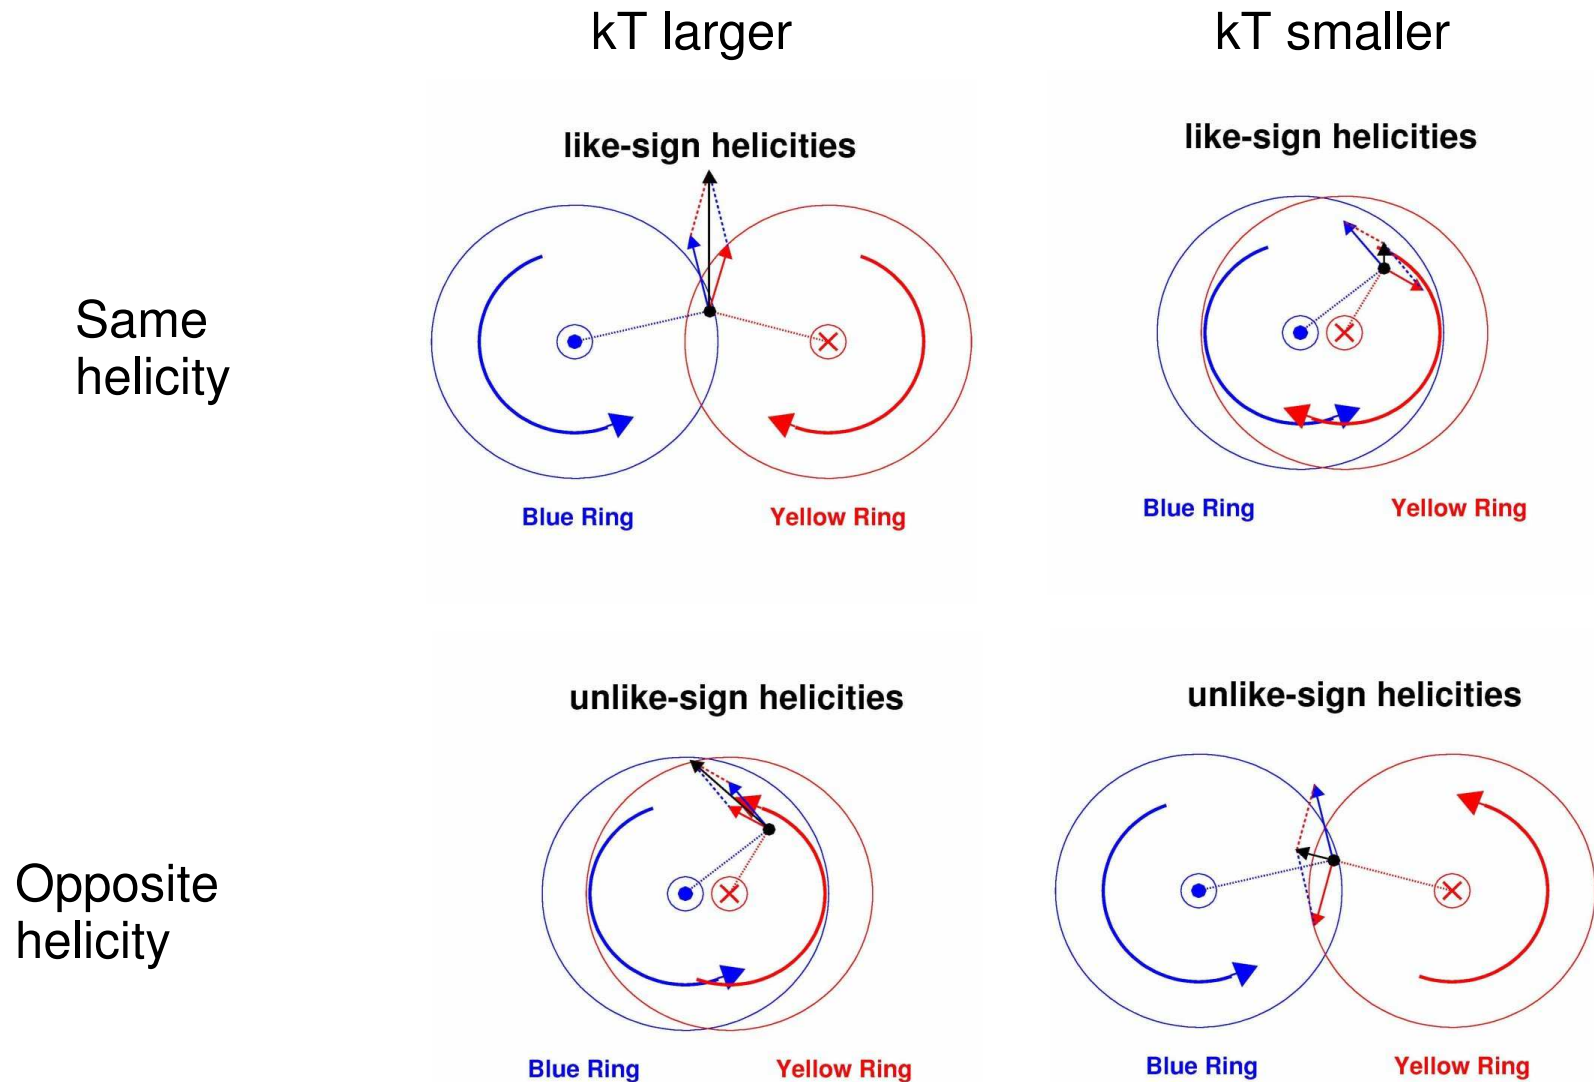 kT larger
kT smaller
like-sign helicities
like-sign helicities
Same
helicity
Blue Ring
Yellow Ring
Blue Ring
Yellow Ring
unlike-sign helicities
unlike-sign helicities
Opposite
helicity
Blue Ring
Yellow Ring
Blue Ring
Yellow Ring